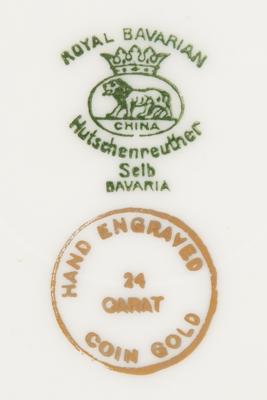 ROYAL BAVARIAN
CHINA
Hutschenreuther
Selb
BAVARIA
HAND ENGRAVED
24
CARAT
COIN GOLD